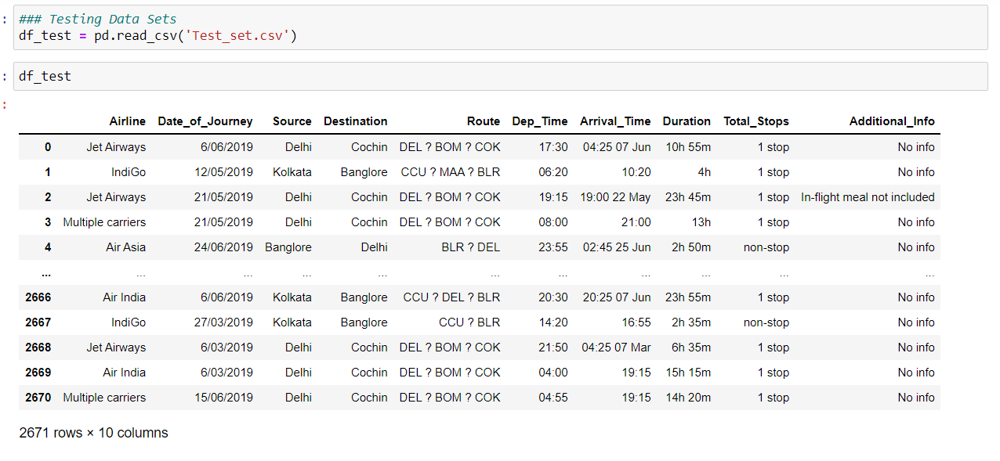 : ### Testing Data Sets
df_test = pd.read_csv('Test_set.csv')
: df_test
:
Airline Date_of_Journey Source Destination Route Dep_Time Arrival_Time Duration Total_Stops Additional_Info
0 Jet Airways 6/06/2019 Delhi Cochin DEL ? BOM ? COK 17:30 04:25 07 Jun 10h 55m 1 stop No info
1 IndiGo 12/05/2019 Kolkata Banglore CCU ? MAA ? BLR 06:20 10:20 4h 1 stop No info
2 Jet Airways 21/05/2019 Delhi Cochin DEL ? BOM ? COK 19:15 19:00 22 May 23h 45m 1 stop In-flight meal not included
3 Multiple carriers 21/05/2019 Delhi Cochin DEL ? BOM ? COK 08:00 21:00 13h 1 stop No info
4 Air Asia 24/06/2019 Banglore Delhi BLR ? DEL 23:55 02:45 25 Jun 2h 50m non-stop No info
... ... ... ... ... ... ... ... ... ... ...
2666 Air India 6/06/2019 Kolkata Banglore CCU ? DEL ? BLR 20:30 20:25 07 Jun 23h 55m 1 stop No info
2667 IndiGo 27/03/2019 Kolkata Banglore CCU ? BLR 14:20 16:55 2h 35m non-stop No info
2668 Jet Airways 6/03/2019 Delhi Cochin DEL ? BOM ? COK 21:50 04:25 07 Mar 6h 35m 1 stop No info
2669 Air India 6/03/2019 Delhi Cochin DEL ? BOM ? COK 04:00 19:15 15h 15m 1 stop No info
2670 Multiple carriers 15/06/2019 Delhi Cochin DEL ? BOM ? COK 04:55 19:15 14h 20m 1 stop No info
2671 rows × 10 columns